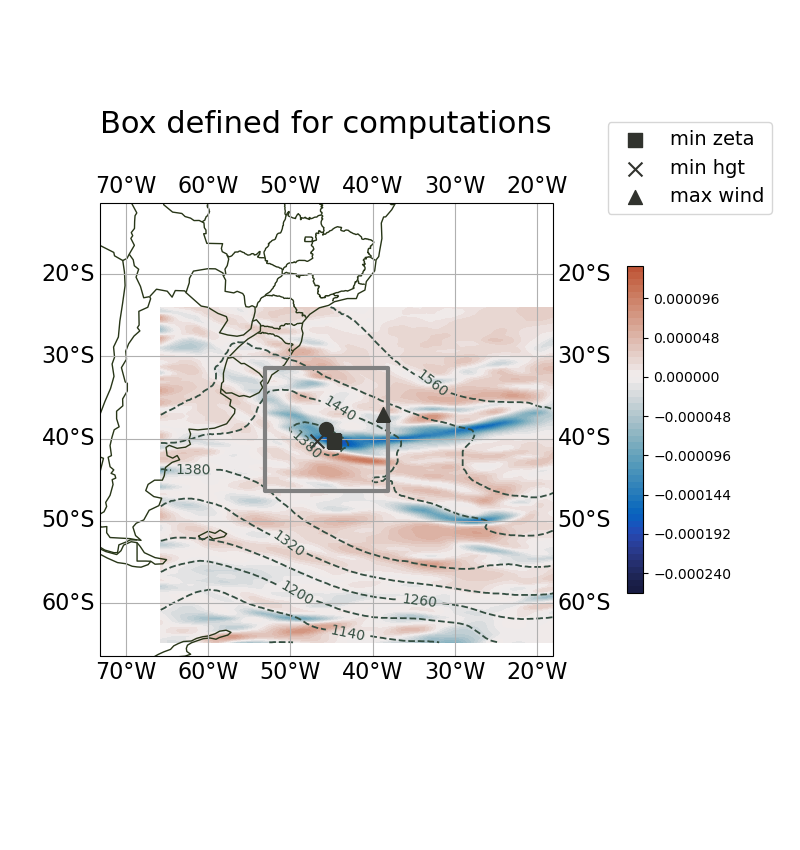 Box defined for computations
min zeta
min hgt
max wind
70°W 60°W 50°W 40°W 30°W 20°W
20°S 20°S
30°S 30°S
40°S 40°S
50°S 50°S
60°S 60°S
70°W 60°W 50°W 40°W 30°W 20°W
1560
1440
1380
1380
1320
1200
1260
1140
0.000096
0.000048
0.000000
−0.000048
−0.000096
−0.000144
−0.000192
−0.000240